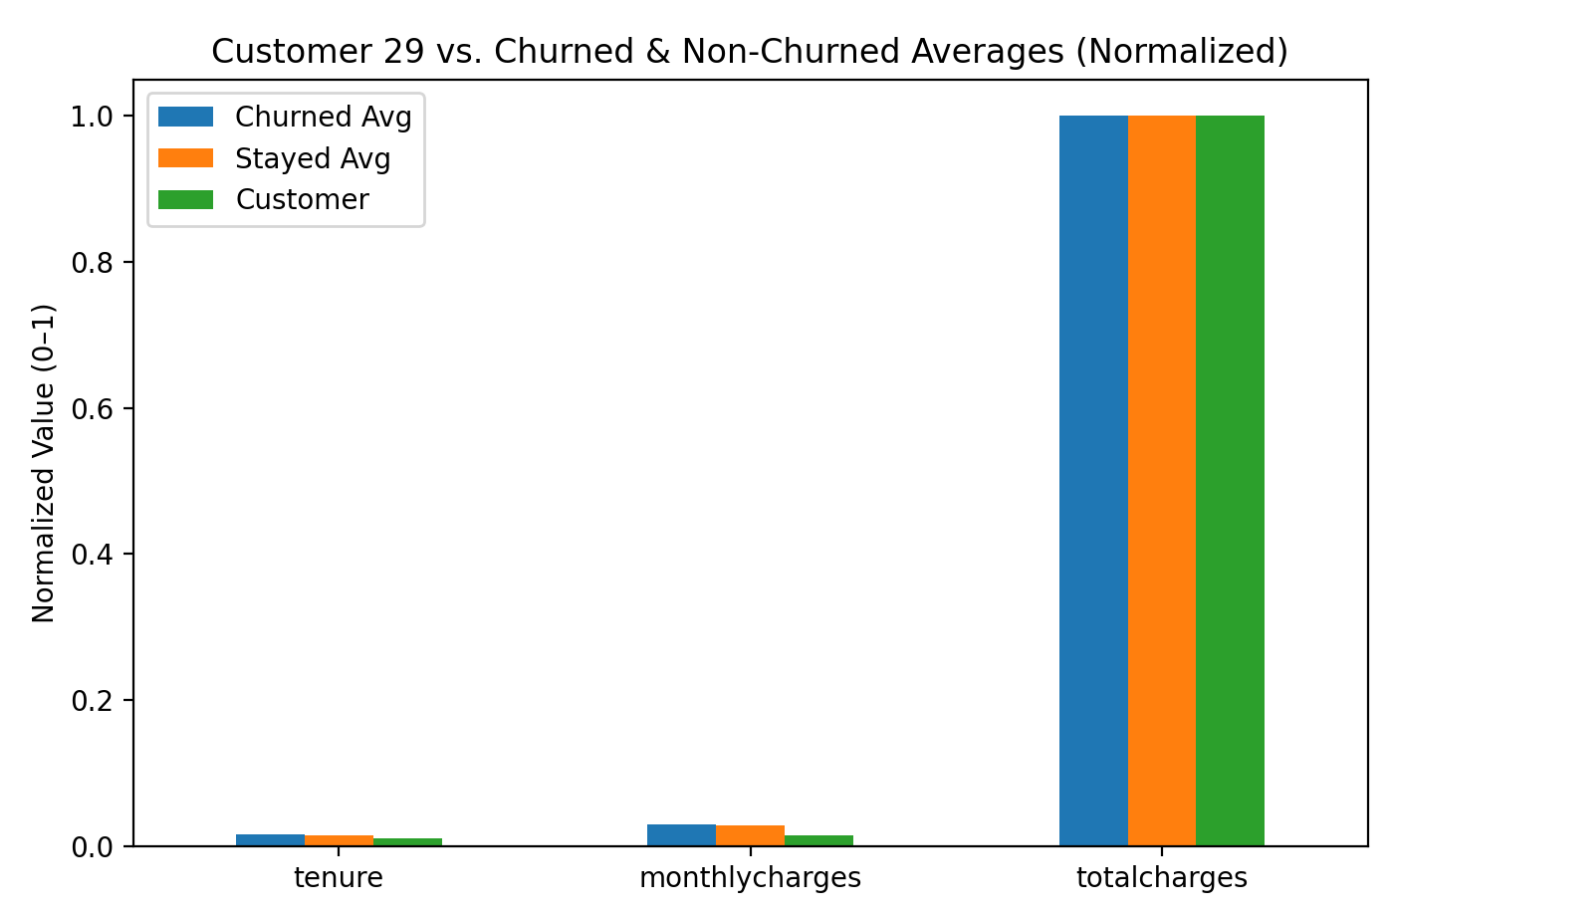 Customer 29 vs. Churned & Non-Churned Averages (Normalized)
Churned Avg
Stayed Avg
Customer
Normalized Value (0–1)
1.0
0.8
0.6
0.4
0.2
0.0
tenure
monthlycharges
totalcharges